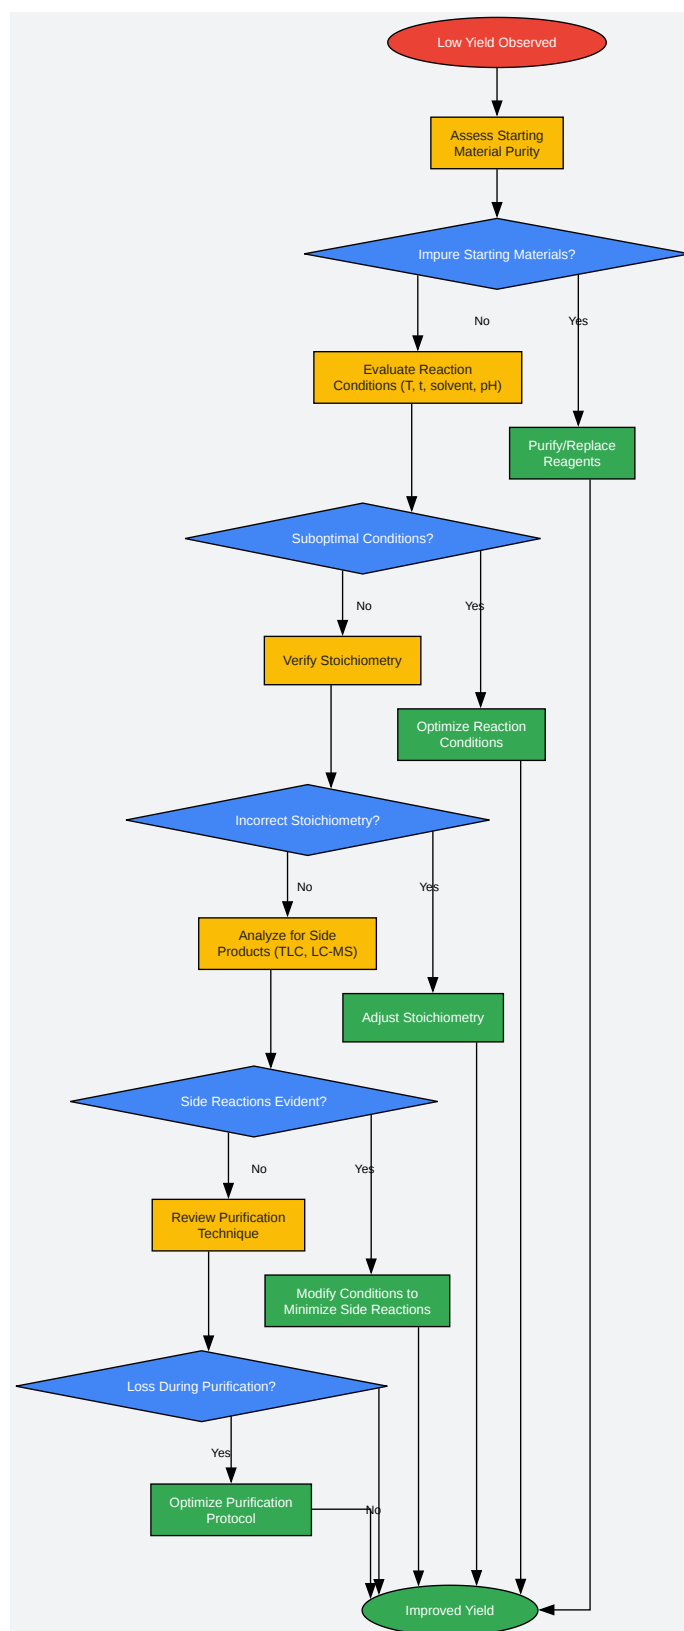 Low Yield Observed
Assess Starting
Material Purity
Impure Starting Materials?
No
Yes
Evaluate Reaction
Conditions (T, t, solvent, pH)
Purify/Replace
Reagents
Suboptimal Conditions?
No
Yes
Verify Stoichiometry
Optimize Reaction
Conditions
Incorrect Stoichiometry?
No
Yes
Analyze for Side
Products (TLC, LC-MS)
Adjust Stoichiometry
Side Reactions Evident?
No
Yes
Review Purification
Technique
Modify Conditions to
Minimize Side Reactions
Loss During Purification?
Yes
Optimize Purification
Protocol
No
Improved Yield